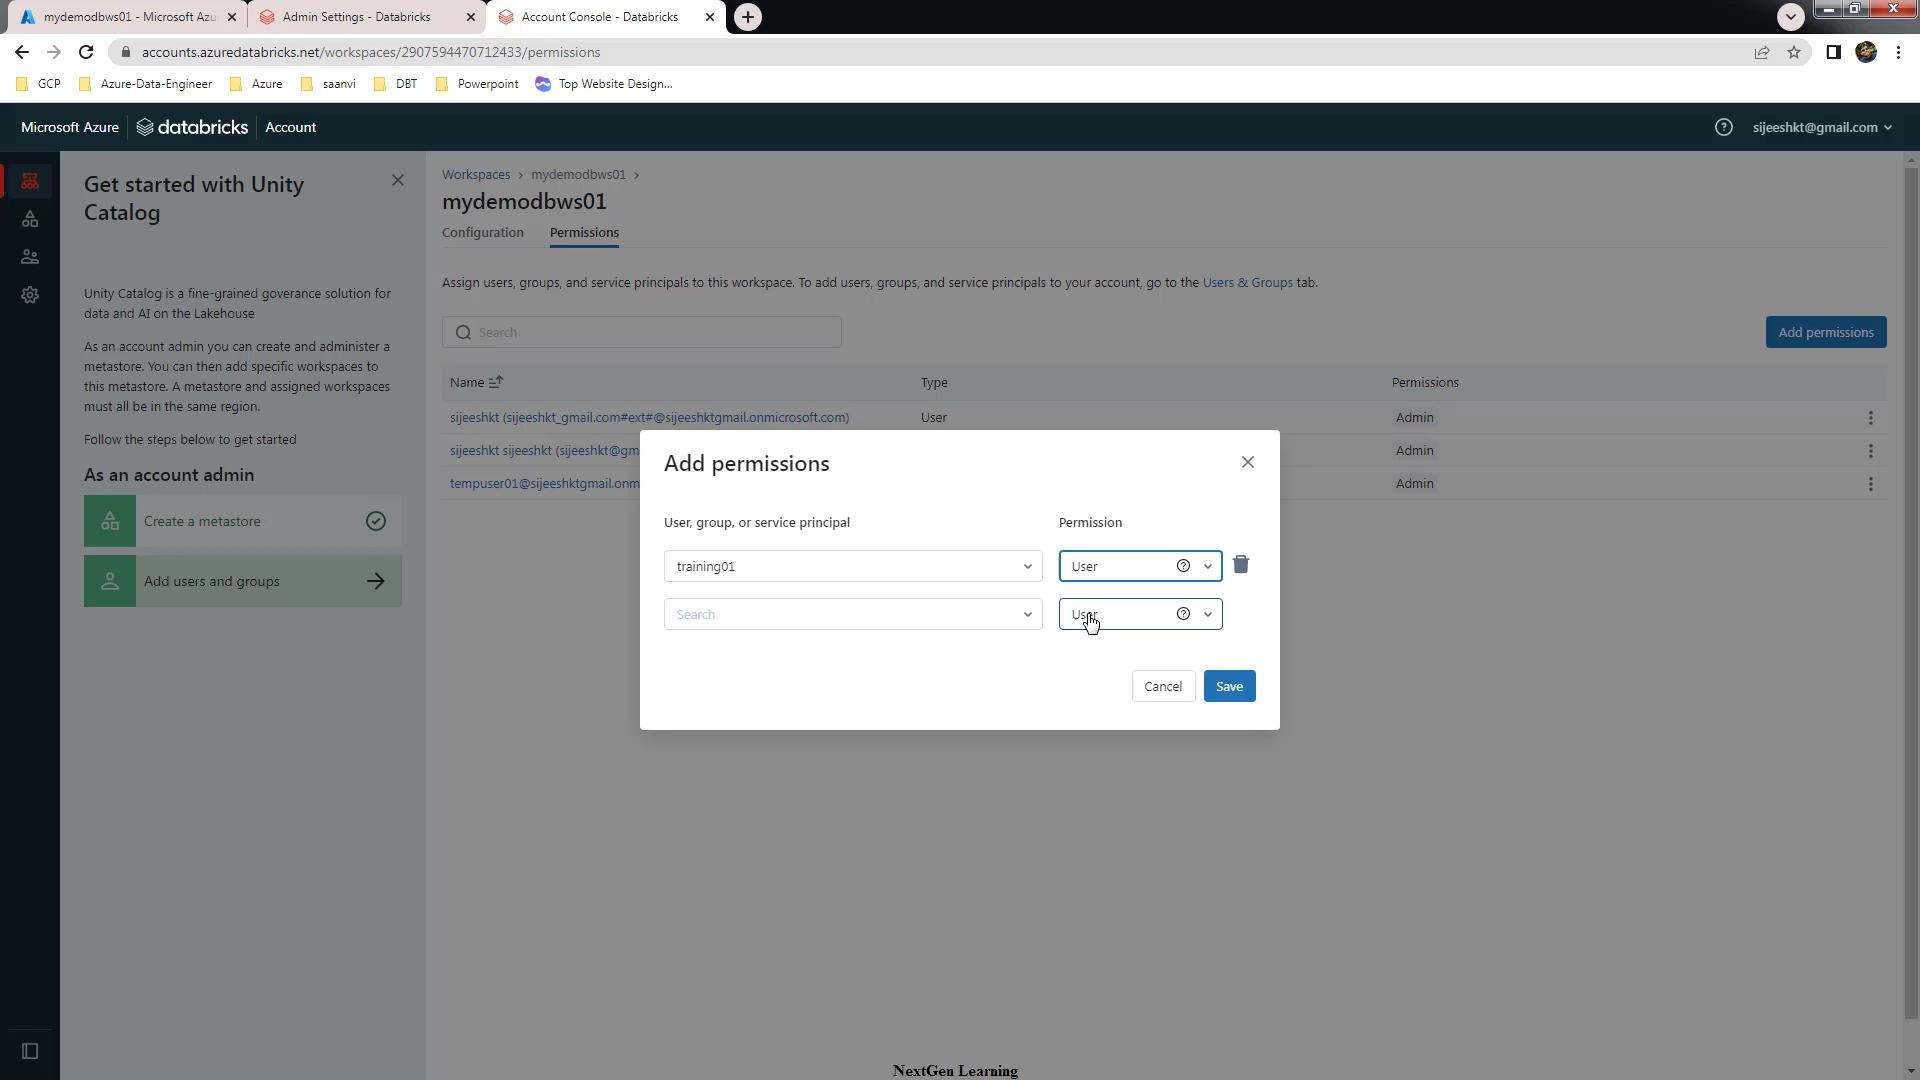 mydemodbws01 - Microsoft Azu
Admin Settings - Databricks
Account Console - Databricks
accounts.azuredatabricks.net/workspaces/2907594470712433/permissions
GCP
Azure-Data-Engineer
Azure
saanvi
DBT
Powerpoint
Top Website Design...
Microsoft Azure
databricks
Account
sijeeshkt@gmail.com
Get started with Unity
Catalog
Unity Catalog is a fine-grained goverance solution for
data and AI on the Lakehouse
As an account admin you can create and administer a
metastore. You can then add specific workspaces to
this metastore. A metastore and assigned workspaces
must all be in the same region.
Follow the steps below to get started
As an account admin
Create a metastore
Add users and groups
Workspaces > mydemodbws01 >
mydemodbws01
Configuration
Permissions
Assign users, groups, and service principals to this workspace. To add users, groups, and service principals to your account, go to the Users & Groups tab.
Search
Add permissions
Name
Type
Permissions
sijeeshkt (sijeeshkt_gmail.com#ext#@sijeeshktgmail.onmicrosoft.com)
User
Admin
sijeeshkt sijeeshkt (sijeeshkt@gm
Admin
tempuser01@sijeeshktgmail.onm
Admin
Add permissions
User, group, or service principal
Permission
training01
User
Search
User
Cancel
Save
NextGen Learning